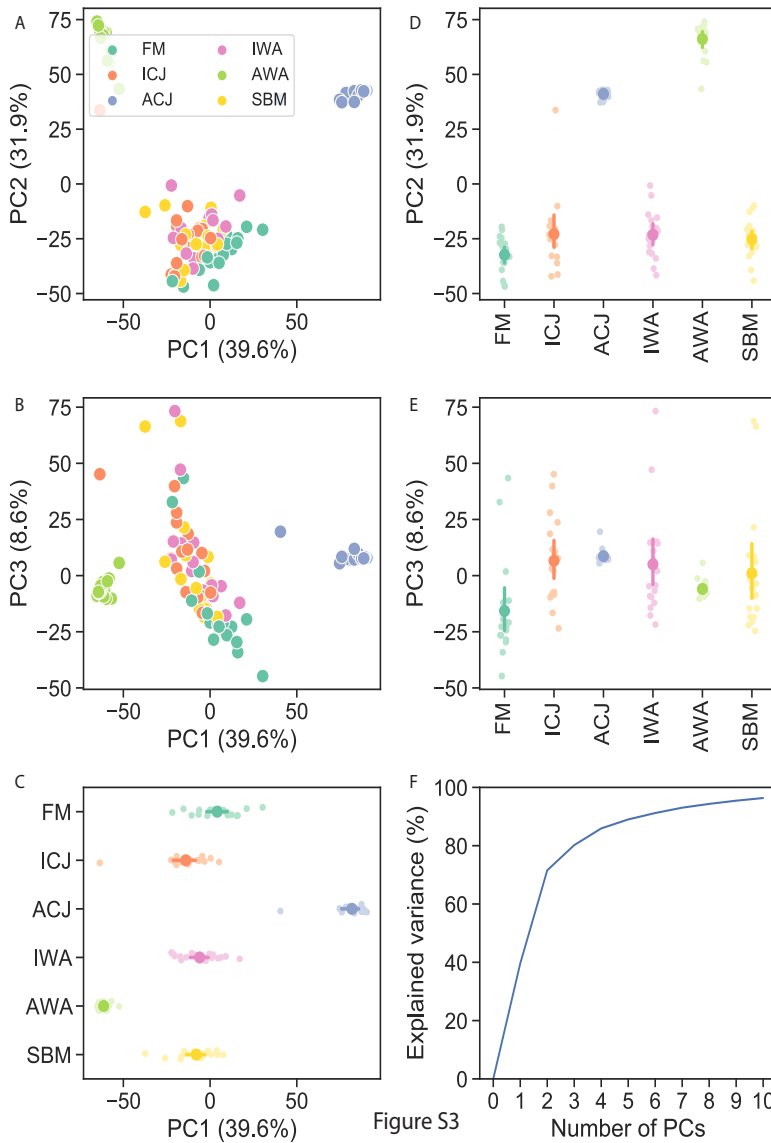 A
FM
ICJ
ACJ
IWA
AWA
SBM
75
50
25
0
−25
−50
PC2 (31.9%)
−50
0
50
PC1 (39.6%)
D
75
50
25
0
−25
−50
PC2 (31.9%)
FM
ICJ
ACJ
IWA
AWA
SBM
B
75
50
25
0
−25
−50
PC3 (8.6%)
−50
0
50
PC1 (39.6%)
E
75
50
25
0
−25
−50
PC3 (8.6%)
FM
ICJ
ACJ
IWA
AWA
SBM
C
FM
ICJ
ACJ
IWA
AWA
SBM
−50
0
50
PC1 (39.6%)
F
100
80
60
40
20
0
Explained variance (%)
0 1 2 3 4 5 6 7 8 9 10
Number of PCs
Figure S3